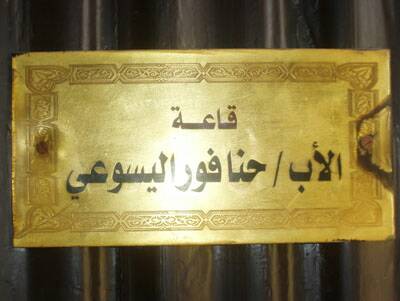 قاعة
الأب / حنا فور اليسوعي